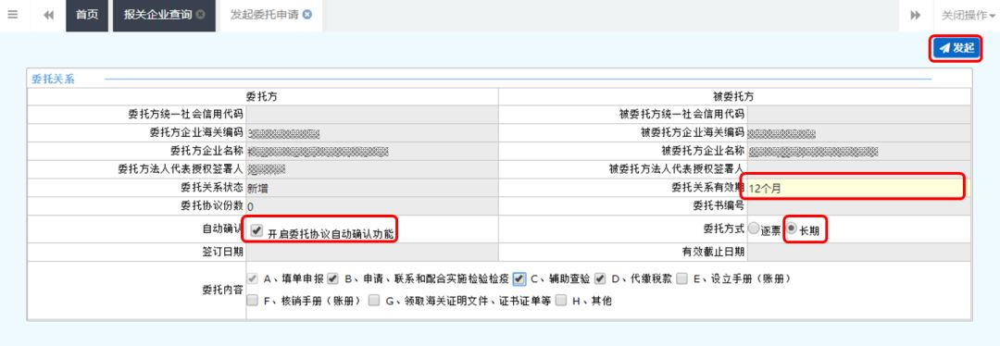 首页 报关企业查询 发起委托申请 关闭操作
发起
委托关系
委托方 被委托方
委托方统一社会信用代码 被委托方统一社会信用代码
委托方企业海关编码 被委托方企业海关编码
委托方企业名称 被委托方企业名称
委托方法人代表授权签署人 被委托方法人代表授权签署人
委托关系状态 新增 委托关系有效期 12个月
委托协议份数 0 委托书编号
自动确认 开启委托协议自动确认功能 委托方式 逐票 长期
签订日期 有效截止日期
委托内容 A、填单申报 B、申请、联系和配合实施检验检疫 C、辅助查验 D、代缴税款 E、设立手册（账册）
F、核销手册（账册） G、领取海关证明文件、证书证单等 H、其他